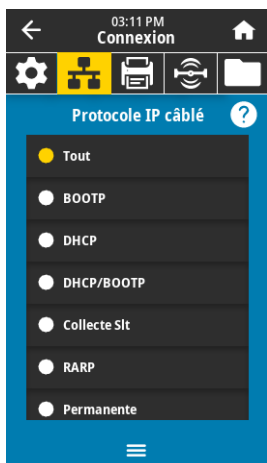 03:11 PM
Connexion
Protocole IP câblé ?
Tout
BOOTP
DHCP
DHCP/BOOTP
Collecte Slt
RARP
Permanente